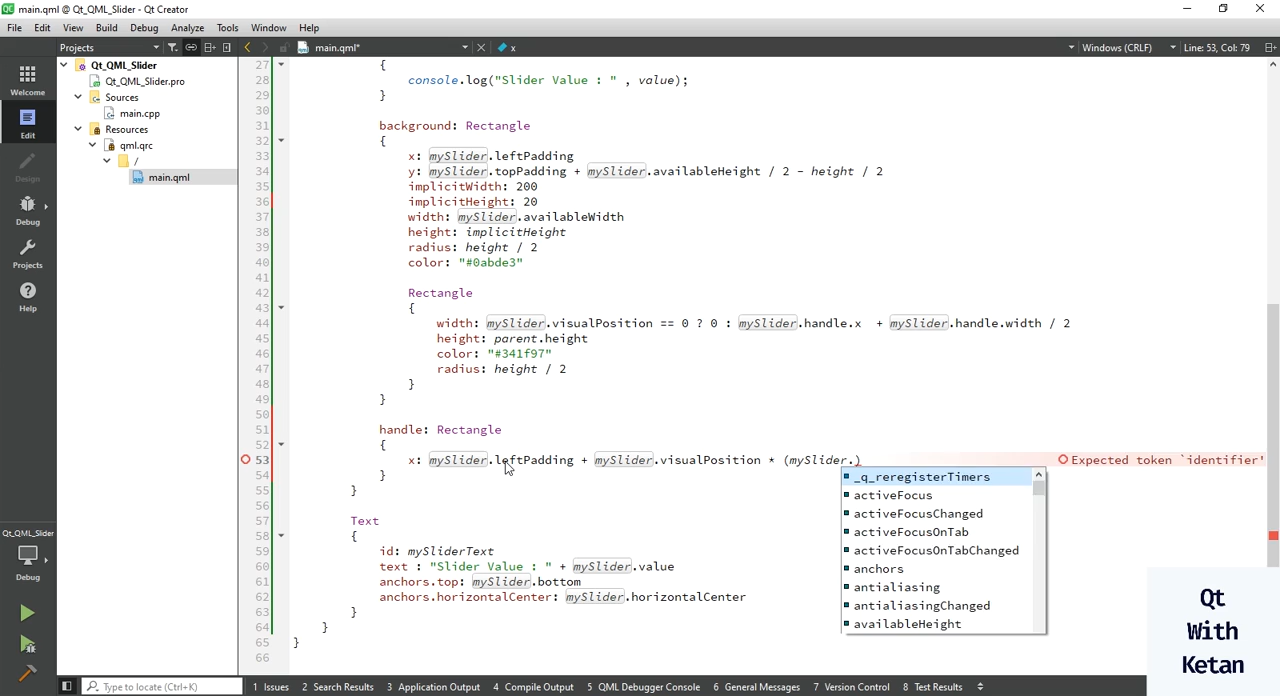 main.qml @ Qt_QML_Slider - Qt Creator
File Edit View Build Debug Analyze Tools Window Help
Projects main.qml* x Windows (CRLF) Line: 53, Col: 79
Welcome
Edit
Design
Debug
Projects
Help
Qt_QML_Slider
Debug
Qt_QML_Slider
Qt_QML_Slider.pro
Sources
main.cpp
Resources
qml.qrc
/
main.qml
27 {
28 console.log("Slider Value : " , value);
29 }
30
31 background: Rectangle
32 {
33 x: mySlider.leftPadding
34 y: mySlider.topPadding + mySlider.availableHeight / 2 - height / 2
35 implicitWidth: 200
36 implicitHeight: 20
37 width: mySlider.availableWidth
38 height: implicitHeight
39 radius: height / 2
40 color: "#0abde3"
41
42 Rectangle
43 {
44 width: mySlider.visualPosition == 0 ? 0 : mySlider.handle.x + mySlider.handle.width / 2
45 height: parent.height
46 color: "#341f97"
47 radius: height / 2
48 }
49 }
50
51 handle: Rectangle
52 {
53 x: mySlider.leftPadding + mySlider.visualPosition * (mySlider.) Expected token `identifier'
54 }
55 }
56
57 Text
58 {
59 id: mySliderText
60 text : "Slider Value : " + mySlider.value
61 anchors.top: mySlider.bottom
62 anchors.horizontalCenter: mySlider.horizontalCenter
63 }
64 }
65 }
66
_q_reregisterTimers
activeFocus
activeFocusChanged
activeFocusOnTab
activeFocusOnTabChanged
anchors
antialiasing
antialiasingChanged
availableHeight
Qt
With
Ketan
Type to locate (Ctrl+K) 1 Issues 2 Search Results 3 Application Output 4 Compile Output 5 QML Debugger Console 6 General Messages 7 Version Control 8 Test Results